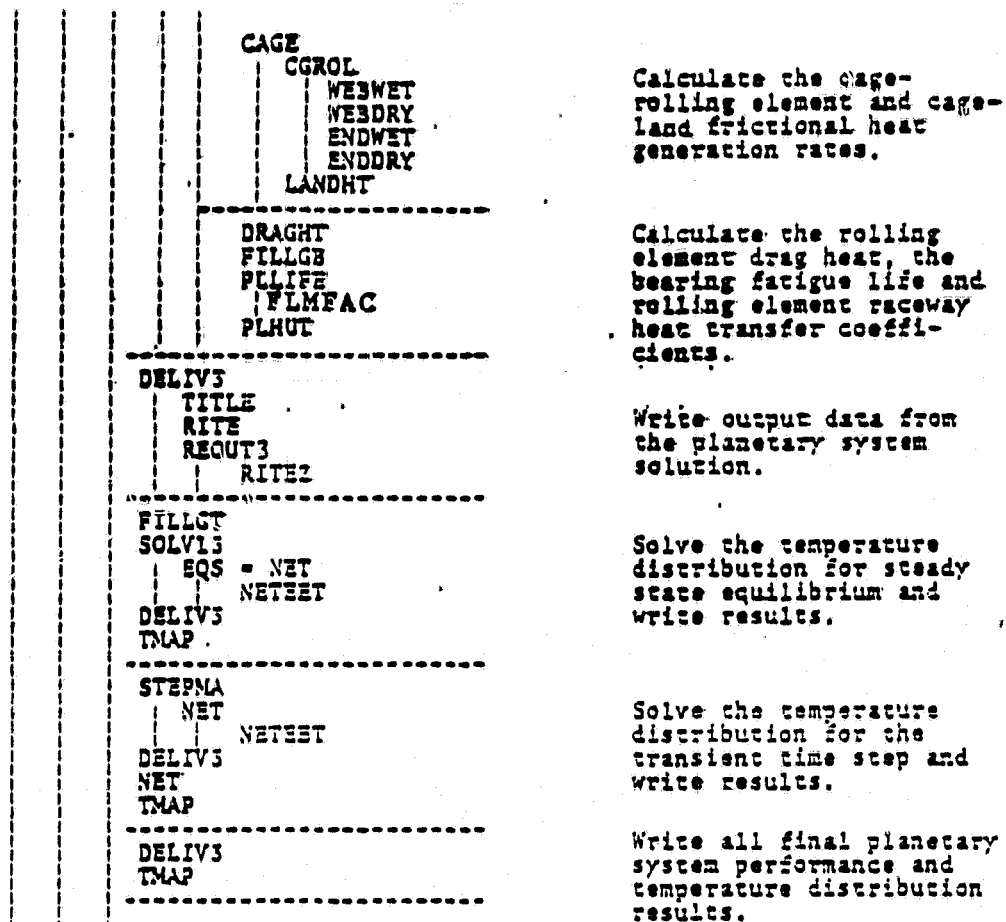 CAGE
CGROL
WEBWET
WEBDRY
ENDWET
ENDDRY
LANDHT
Calculate the cage-
rolling element and cage-
land frictional heat
generation rates.
DRAGHT
FILLGB
PLLIFE
FLMFAC
PLHUT
Calculate the rolling
element drag heat, the
bearing fatigue life and
rolling element raceway
heat transfer coeffi-
cients.
DELIV3
TITLE
RITE
REOUT3
RITE2
Write output data from
the planetary system
solution.
FILLGT
SOLV13
EQS = NET
NETEET
DELIV3
TMAP
Solve the temperature
distribution for steady
state equilibrium and
write results.
STEPMA
NET
NETEET
DELIV3
NET
TMAP
Solve the temperature
distribution for the
transient time step and
write results.
DELIV3
TMAP
Write all final planetary
system performance and
temperature distribution
results.